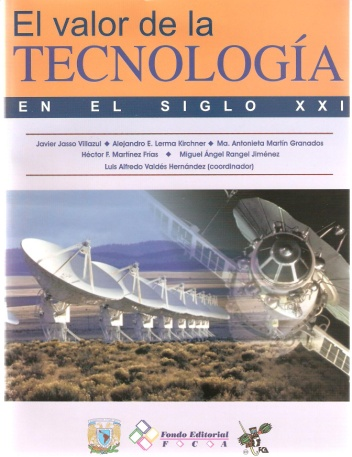 El valor de la
TECNOLOGÍA
EN EL SIGLO XXI
Javier Jasso Villazul ◆ Alejandro E. Lerma Kirchner ◆ Ma. Antonieta Martín Granados
Héctor F. Martínez Frías ◆ Miguel Ángel Rangel Jiménez
Luis Alfredo Valdés Hernández (coordinador)
Fondo Editorial
F C A
FCA